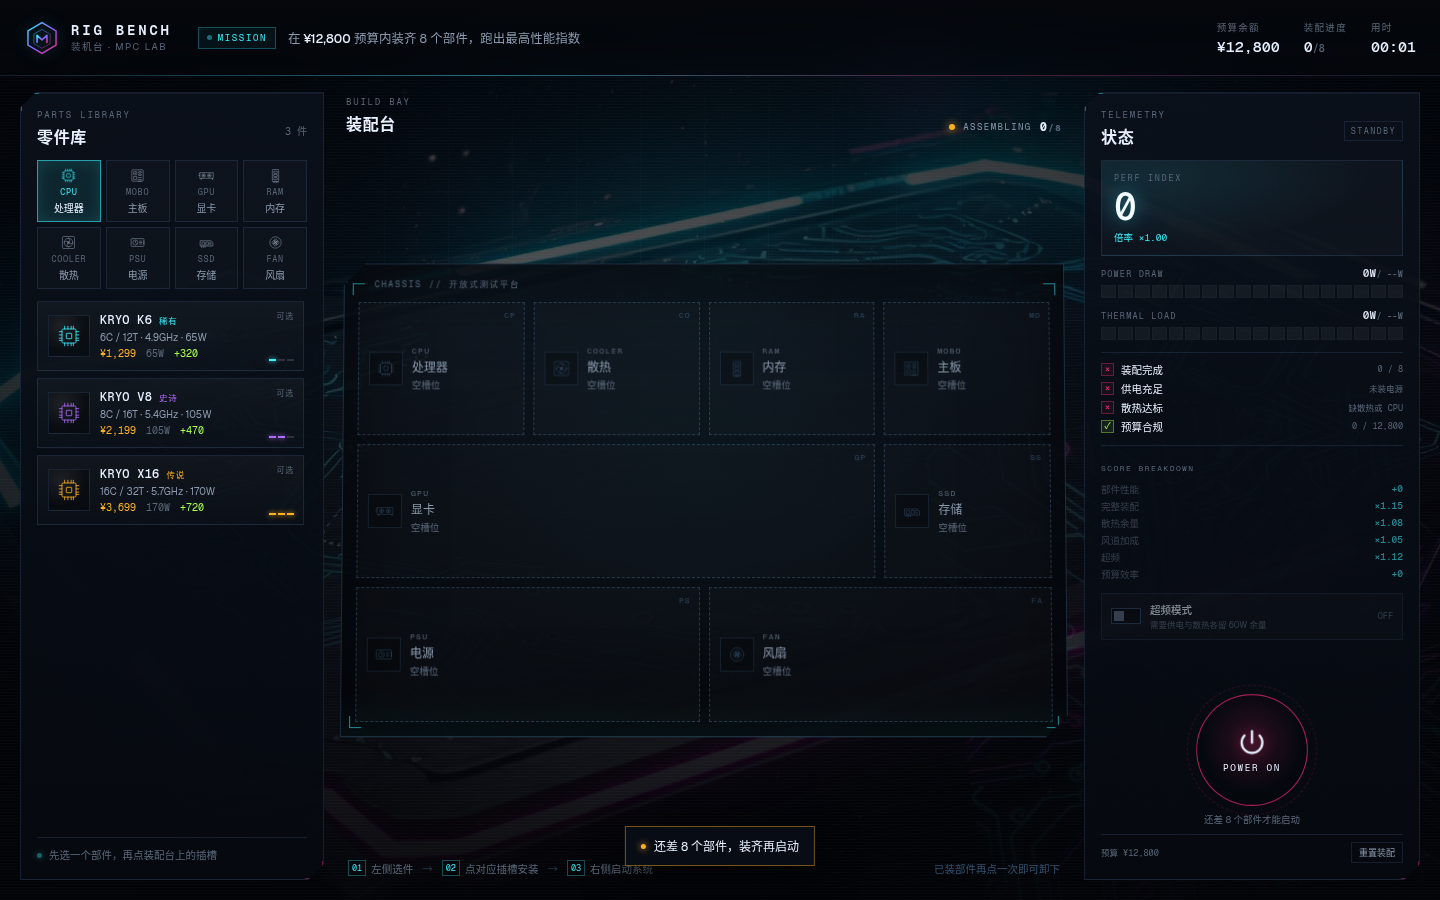 RIG BENCH
装机台 · MPC LAB
MISSION
在 ¥12,800 预算内装齐 8 个部件，跑出最高性能指数
预算余额
¥12,800
装配进度
0/8
用时
00:01
PARTS LIBRARY
零件库
3 件
CPU
处理器
MOBO
主板
GPU
显卡
RAM
内存
COOLER
散热
PSU
电源
SSD
存储
FAN
风扇
KRYO K6 稀有
可选
6C / 12T · 4.9GHz · 65W
¥1,299 65W +320
KRYO V8 史诗
可选
8C / 16T · 5.4GHz · 105W
¥2,199 105W +470
KRYO X16 传说
可选
16C / 32T · 5.7GHz · 170W
¥3,699 170W +720
先选一个部件，再点装配台上的插槽
BUILD BAY
装配台
ASSEMBLING 0/8
CHASSIS // 开放式测试平台
CP
CPU
处理器
空槽位
CO
COOLER
散热
空槽位
RA
RAM
内存
空槽位
MO
MOBO
主板
空槽位
GP
GPU
显卡
空槽位
SS
SSD
存储
空槽位
PS
PSU
电源
空槽位
FA
FAN
风扇
空槽位
还差 8 个部件，装齐再启动
01 左侧选件 → 02 点对应插槽安装 → 03 右侧启动系统
已装部件再点一次即可卸下
TELEMETRY
状态
STANDBY
PERF INDEX
0
倍率 ×1.00
POWER DRAW
0W/ --W
THERMAL LOAD
0W/ --W
装配完成
0 / 8
供电充足
未装电源
散热达标
缺散热或 CPU
预算合规
0 / 12,800
SCORE BREAKDOWN
部件性能
+0
完整装配
×1.15
散热余量
×1.08
风道加成
×1.05
超频
×1.12
预算效率
+0
超频模式
需要供电与散热各留 60W 余量
OFF
POWER ON
还差 8 个部件才能启动
预算 ¥12,800
重置装配